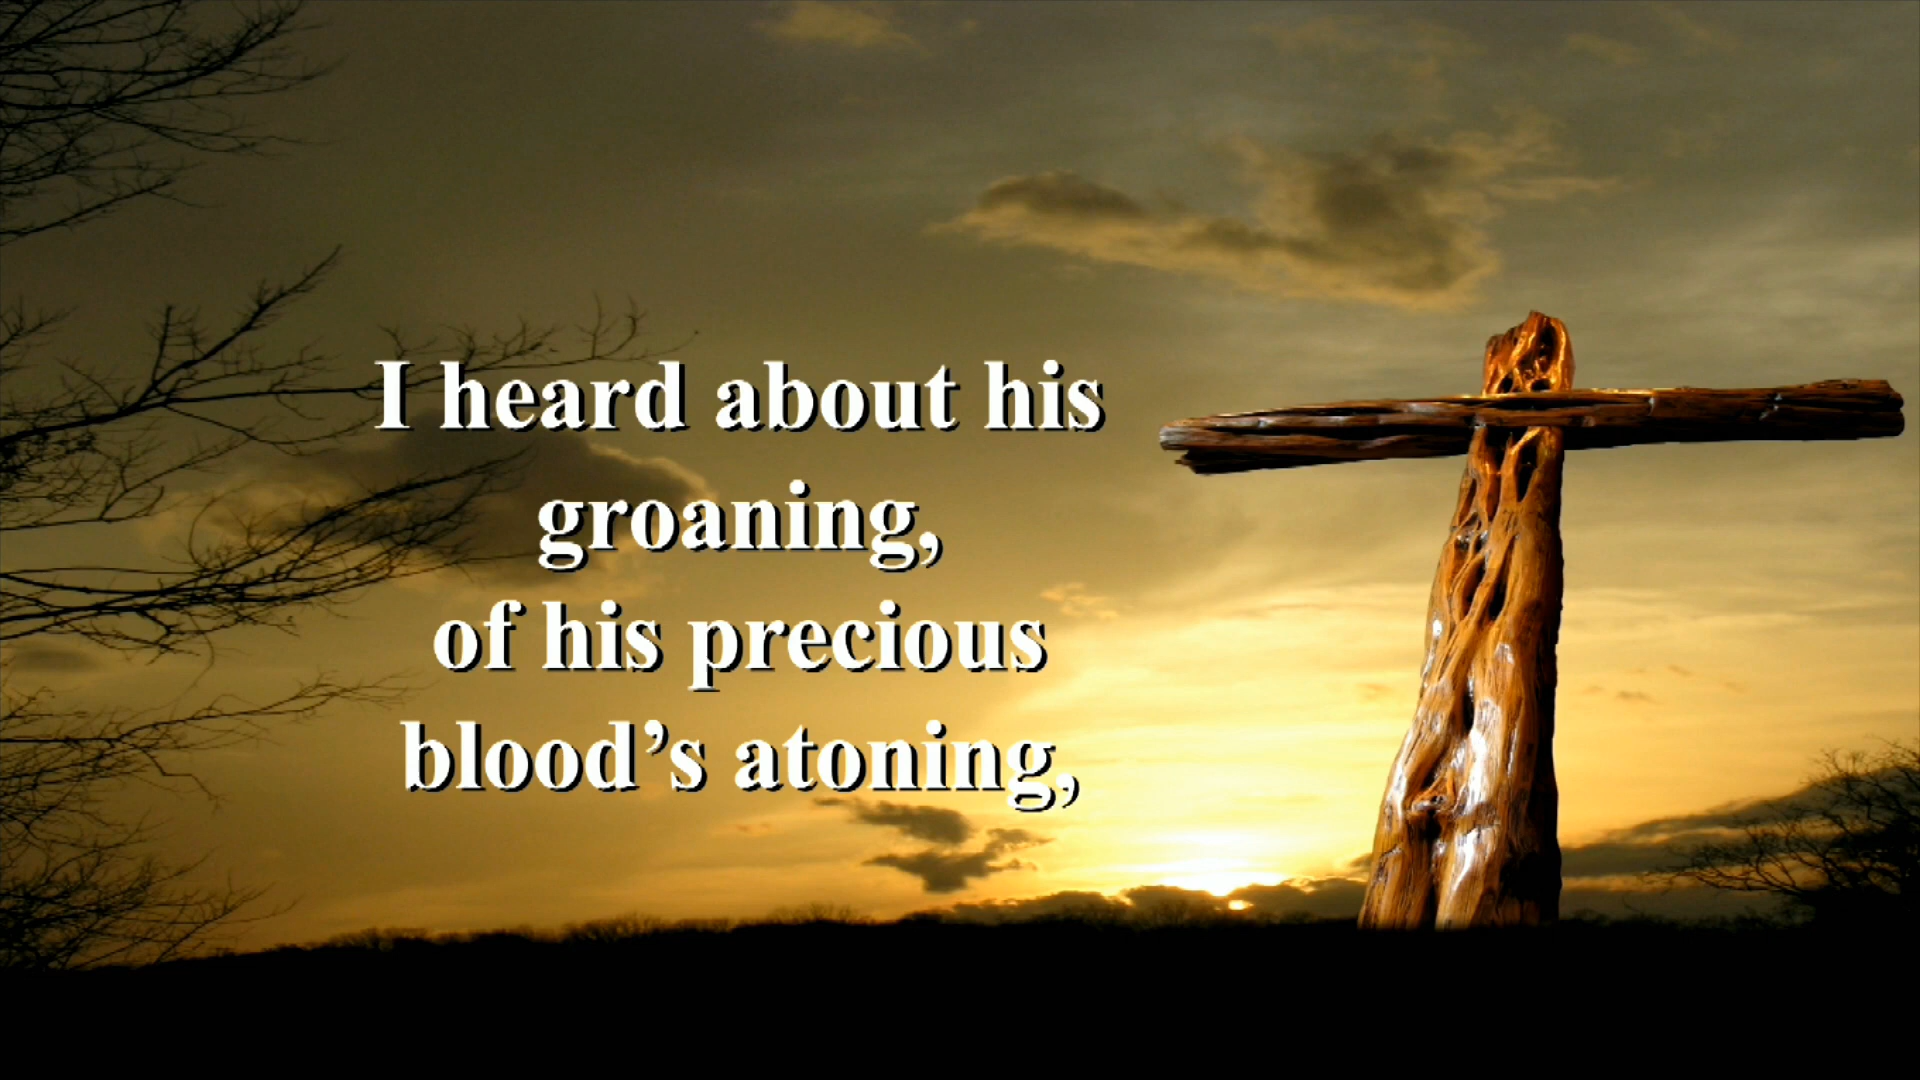 I heard about his
groaning,
of his precious
blood’s atoning,